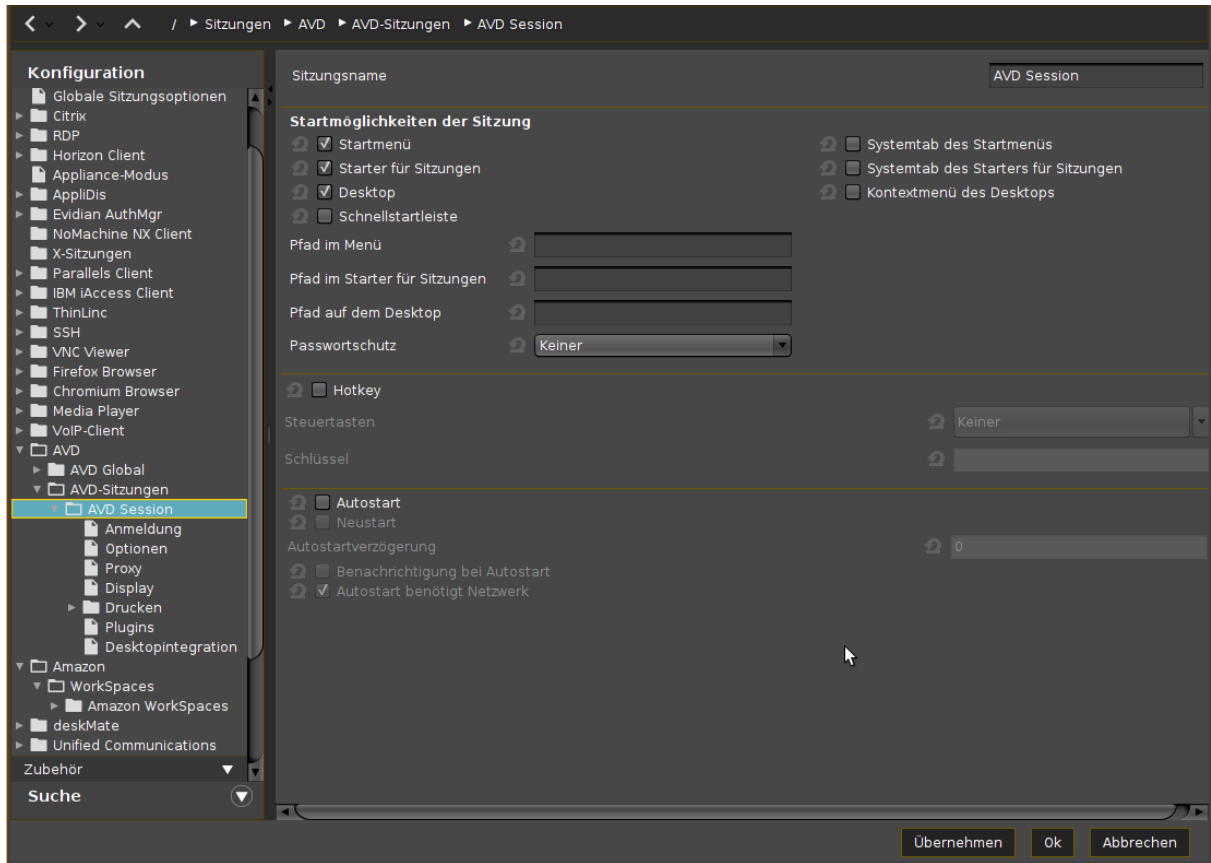 / Sitzungen AVD AVD-Sitzungen AVD Session
Konfiguration
Globale Sitzungsoptionen
Citrix
RDP
Horizon Client
Appliance-Modus
AppliDis
Evidian AuthMgr
NoMachine NX Client
X-Sitzungen
Parallels Client
IBM iAccess Client
ThinLinc
SSH
VNC Viewer
Firefox Browser
Chromium Browser
Media Player
VoIP-Client
AVD
AVD Global
AVD-Sitzungen
AVD Session
Anmeldung
Optionen
Proxy
Display
Drucken
Plugins
Desktopintegration
Amazon
WorkSpaces
Amazon WorkSpaces
deskMate
Unified Communications
Zubehör
Suche
Sitzungsname AVD Session
Startmöglichkeiten der Sitzung
Startmenü Systemtab des Startmenüs
Starter für Sitzungen Systemtab des Starters für Sitzungen
Desktop Kontextmenü des Desktops
Schnellstartleiste
Pfad im Menü
Pfad im Starter für Sitzungen
Pfad auf dem Desktop
Passwortschutz Keiner
Hotkey
Steuertasten Keiner
Schlüssel
Autostart
Neustart
Autostartverzögerung 0
Benachrichtigung bei Autostart
Autostart benötigt Netzwerk
Übernehmen Ok Abbrechen